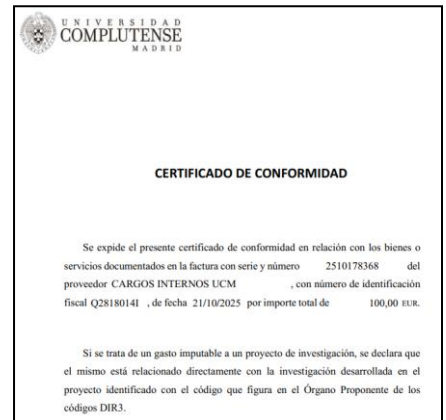 UNIVERSIDAD
COMPLUTENSE
MADRID
CERTIFICADO DE CONFORMIDAD
Se expide el presente certificado de conformidad en relación con los bienes o
servicios documentados en la factura con serie y número 2510178368 del
proveedor CARGOS INTERNOS UCM , con número de identificación
fiscal Q2818014I , de fecha 21/10/2025 por importe total de 100,00 EUR.
Si se trata de un gasto imputable a un proyecto de investigación, se declara que
el mismo está relacionado directamente con la investigación desarrollada en el
proyecto identificado con el código que figura en el Órgano Proponente de los
códigos DIR3.